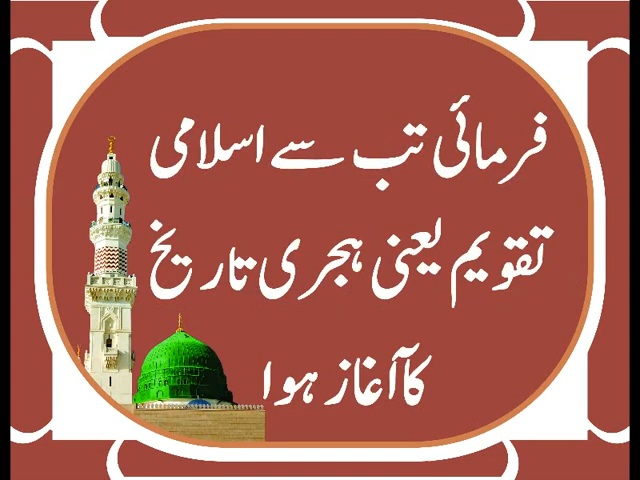 فرمائی تب سے اسلامی
تقویم یعنی ہجری تاریخ
کا آغاز ہوا